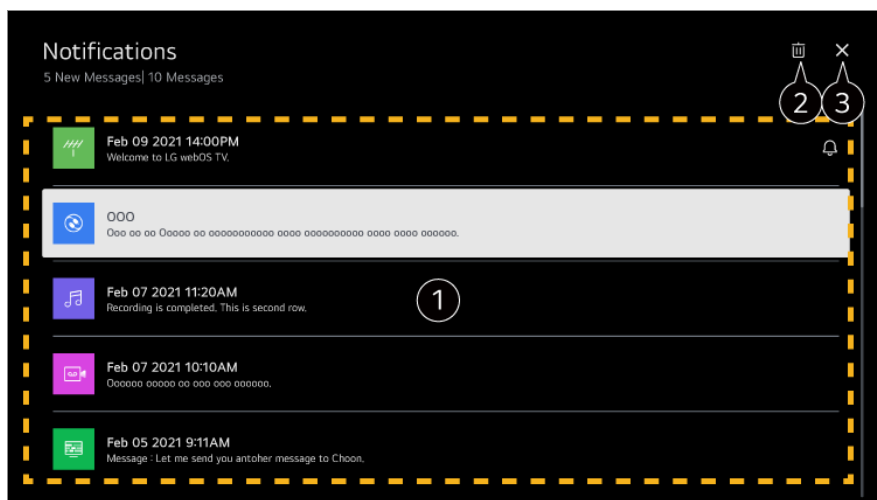 Notifications
5 New Messages| 10 Messages
2
3
Feb 09 2021 14:00PM
Welcome to LG webOS TV.
OOO
Ooo oo oo Ooooo oo ooooooooooo oooo oooooooooo oooo oooo oooooo.
Feb 07 2021 11:20AM
Recording is completed. This is second row.
1
Feb 07 2021 10:10AM
Oooooo ooooo oo ooo ooo oooooo.
Feb 05 2021 9:11AM
Message : Let me send you antoher message to Choon.